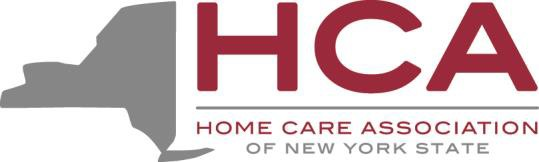 HCA
HOME CARE ASSOCIATION
OF NEW YORK STATE